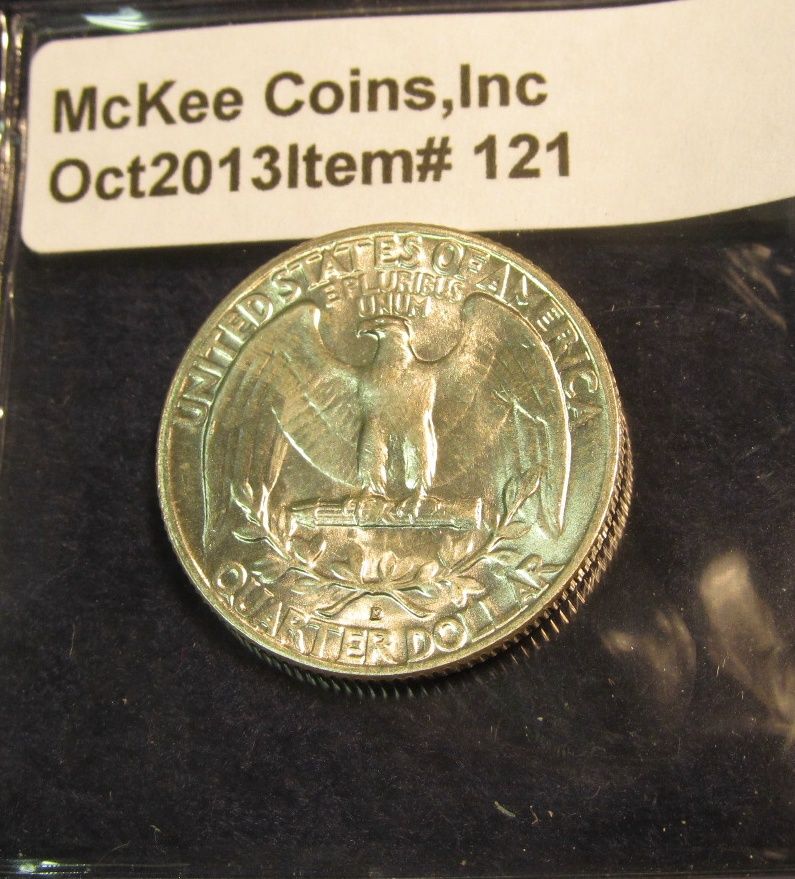 McKee Coins,Inc
Oct2013Item# 121
UNITED STATES OF AMERICA
E PLURIBUS
UNUM
QUARTER DOLLAR